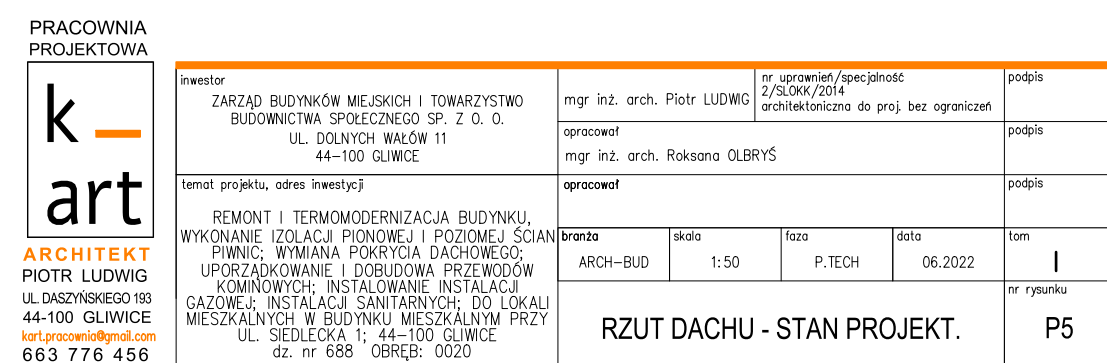 PRACOWNIA
PROJEKTOWA
k_
art
ARCHITEKT
PIOTR LUDWIG
UL. DASZYŃSKIEGO 193
44-100 GLIWICE
kart.pracownia@gmail.com
663 776 456
inwestor
ZARZĄD BUDYNKÓW MIEJSKICH I TOWARZYSTWO
BUDOWNICTWA SPOŁECZNEGO SP. Z O. O.
UL. DOLNYCH WAŁÓW 11
44-100 GLIWICE
temat projektu, adres inwestycji
REMONT I TERMOMODERNIZACJA BUDYNKU,
WYKONANIE IZOLACJI PIONOWEJ I POZIOMEJ ŚCIAN
PIWNIC; WYMIANA POKRYCIA DACHOWEGO;
UPORZĄDKOWANIE I DOBUDOWA PRZEWODÓW
KOMINOWYCH; INSTALOWANIE INSTALACJI
GAZOWEJ; INSTALACJI SANITARNYCH; DO LOKALI
MIESZKALNYCH W BUDYNKU MIESZKALNYM PRZY
UL. SIEDLECKA 1; 44-100 GLIWICE
dz. nr 688 OBRĘB: 0020
mgr inż. arch. Piotr LUDWIG
nr uprawnień/specjalność
2/SLOKK/2014
architektoniczna do proj. bez ograniczeń
podpis
opracował
mgr inż. arch. Roksana OLBRYŚ
podpis
opracował
podpis
branża
ARCH-BUD
skala
1:50
faza
P.TECH
data
06.2022
tom
I
RZUT DACHU - STAN PROJEKT.
nr rysunku
P5